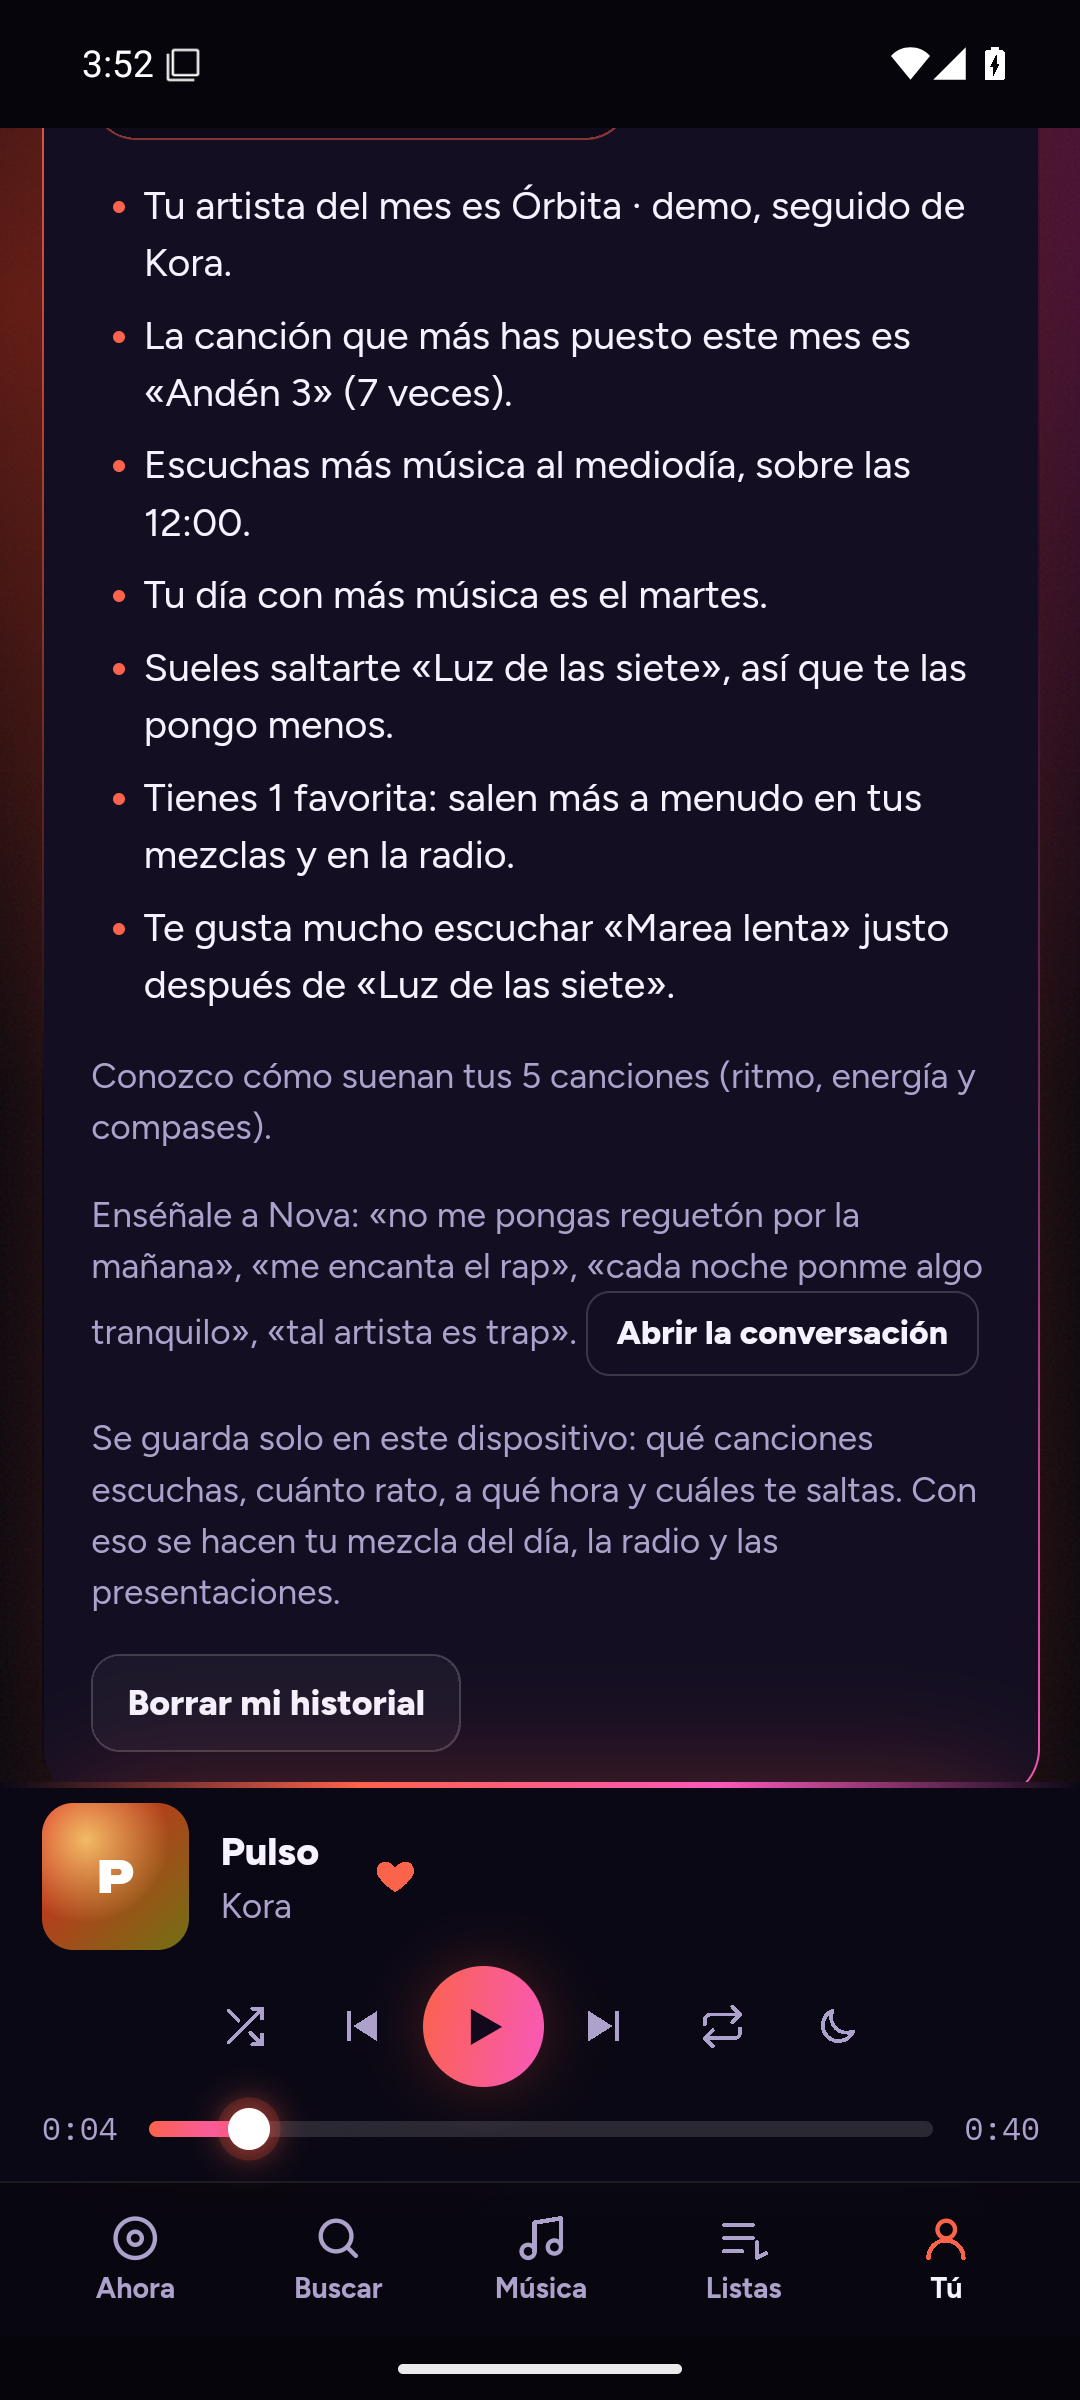 3:52
Tu artista del mes es Órbita · demo, seguido de
Kora.
La canción que más has puesto este mes es
«Andén 3» (7 veces).
Escuchas más música al mediodía, sobre las
12:00.
Tu día con más música es el martes.
Sueles saltarte «Luz de las siete», así que te las
pongo menos.
Tienes 1 favorita: salen más a menudo en tus
mezclas y en la radio.
Te gusta mucho escuchar «Marea lenta» justo
después de «Luz de las siete».
Conozco cómo suenan tus 5 canciones (ritmo, energía y
compases).
Enséñale a Nova: «no me pongas reguetón por la
mañana», «me encanta el rap», «cada noche ponme algo
tranquilo», «tal artista es trap». Abrir la conversación
Se guarda solo en este dispositivo: qué canciones
escuchas, cuánto rato, a qué hora y cuáles te saltas. Con
eso se hacen tu mezcla del día, la radio y las
presentaciones.
Borrar mi historial
P
Pulso
Kora
0:04 0:40
Ahora Buscar Música Listas Tú